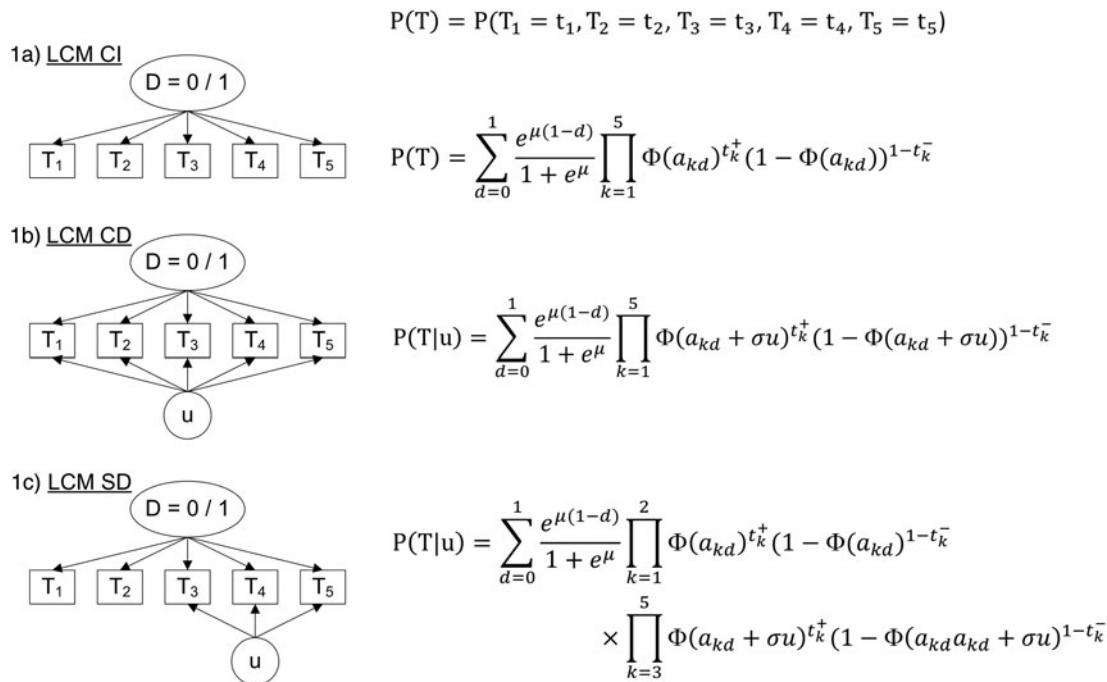 P(T) = P(T₁ = t₁, T₂ = t₂, T₃ = t₃, T₄ = t₄, T₅ = t₅)
1a) LCM CI
D = 0 / 1
T₁ T₂ T₃ T₄ T₅
P(T) = ∑_{d=0}^{1} \frac{e^{μ(1−d)}}{1 + e^{μ}} ∏_{k=1}^{5} Φ(a_{kd})^{t_k^+} (1 − Φ(a_{kd}))^{1−t_k^-}
1b) LCM CD
D = 0 / 1
T₁ T₂ T₃ T₄ T₅
u
P(T|u) = ∑_{d=0}^{1} \frac{e^{μ(1−d)}}{1 + e^{μ}} ∏_{k=1}^{5} Φ(a_{kd} + σu)^{t_k^+} (1 − Φ(a_{kd} + σu))^{1−t_k^-}
1c) LCM SD
D = 0 / 1
T₁ T₂ T₃ T₄ T₅
u
P(T|u) = ∑_{d=0}^{1} \frac{e^{μ(1−d)}}{1 + e^{μ}} ∏_{k=1}^{2} Φ(a_{kd})^{t_k^+} (1 − Φ(a_{kd})^{1−t_k^-}
× ∏_{k=3}^{5} Φ(a_{kd} + σu)^{t_k^+} (1 − Φ(a_{kd}a_{kd} + σu)^{1−t_k^-}